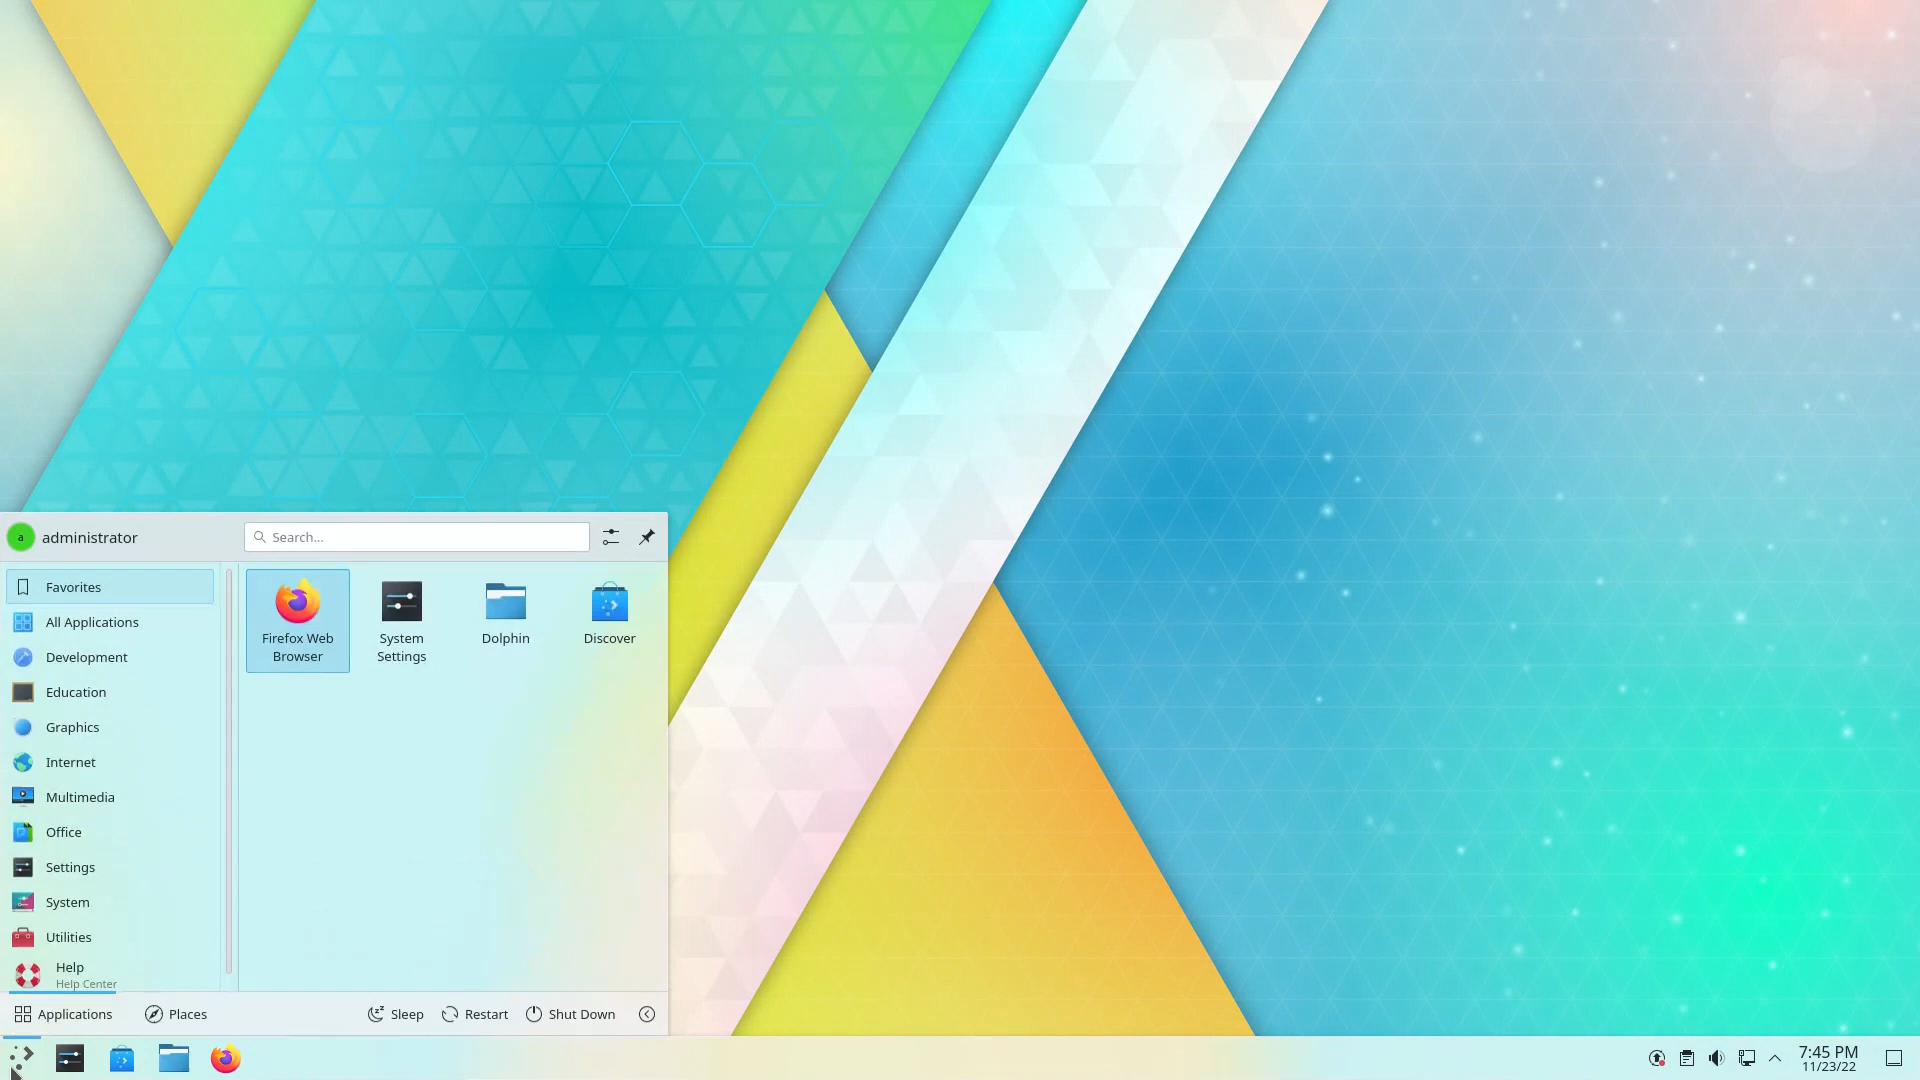 a administrator
Search...
Favorites
All Applications
Development
Education
Graphics
Internet
Multimedia
Office
Settings
System
Utilities
Help
Help Center
Firefox Web
Browser
System
Settings
Dolphin
Discover
Applications
Places
Sleep
Restart
Shut Down
7:45 PM
11/23/22